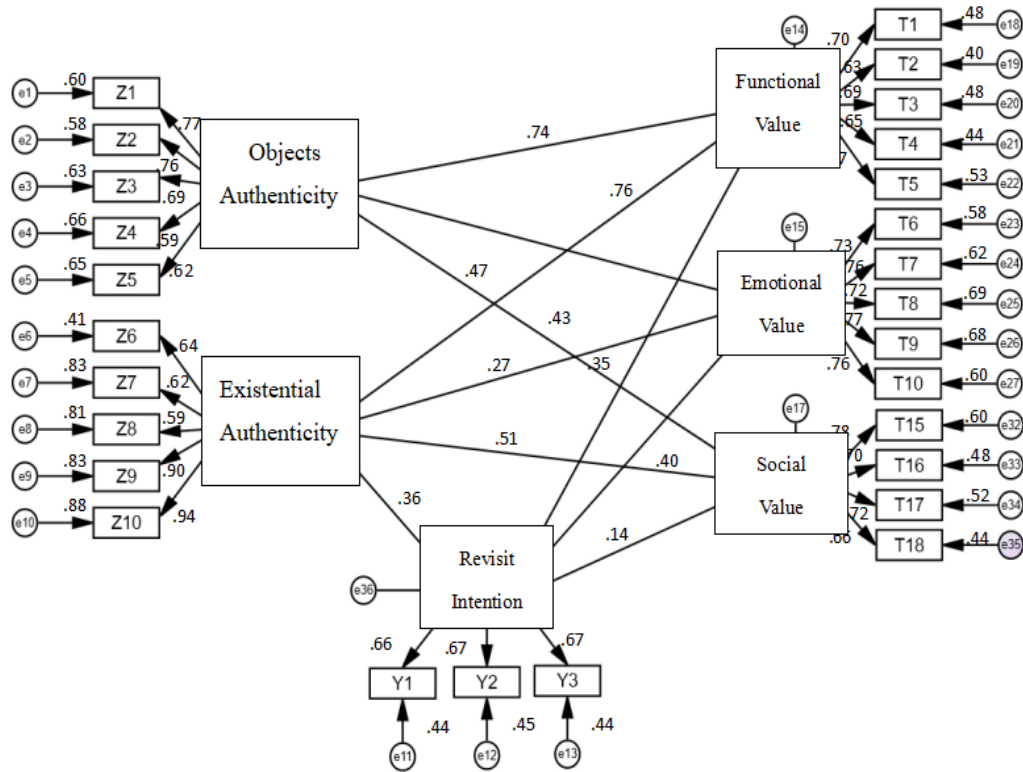 e1 .60 Z1
e2 .58 Z2
e3 .63 Z3
e4 .66 Z4
e5 .65 Z5
.77
.76
.69
.59
.62
Objects
Authenticity
e6 .41 Z6
e7 .83 Z7
e8 .81 Z8
e9 .83 Z9
e10 .88 Z10
.64
.62
.59
.90
.94
Existential
Authenticity
.74
.76
.47
.43
.27
.35
.51
.40
.36
.14
e14
Functional
Value
.70
.63
.69
.65
T1 .48 e18
T2 .40 e19
T3 .48 e20
T4 .44 e21
T5 .53 e22
e15
Emotional
Value
.73
.76
.72
.77
.76
T6 .58 e23
T7 .62 e24
T8 .69 e25
T9 .68 e26
T10 .60 e27
e17
Social
Value
.78
.70
.72
.66
T15 .60 e32
T16 .48 e33
T17 .52 e34
T18 .44 e35
e36
Revisit
Intention
.66 .67 .67
Y1 Y2 Y3
.44 .45 .44
e11 e12 e13